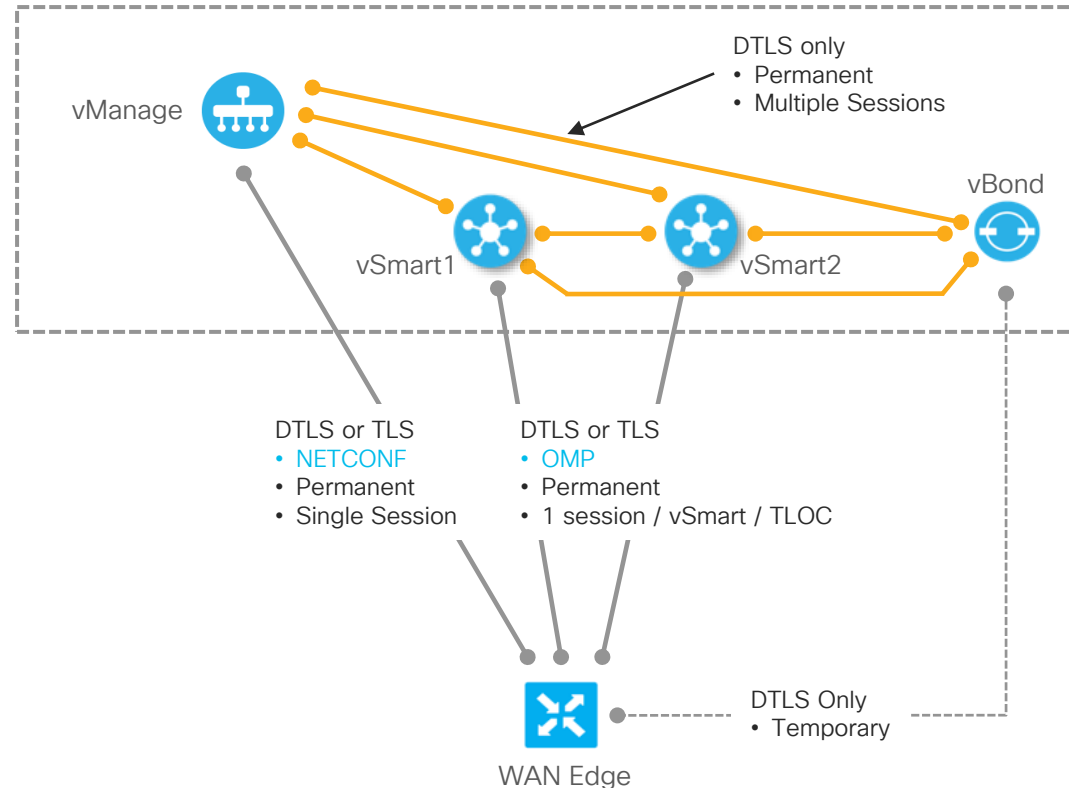 DTLS only
• Permanent
• Multiple Sessions
vManage
vBond
vSmart1
vSmart2
DTLS or TLS
• NETCONF
• Permanent
• Single Session
DTLS or TLS
• OMP
• Permanent
• 1 session / vSmart / TLOC
DTLS Only
• Temporary
WAN Edge